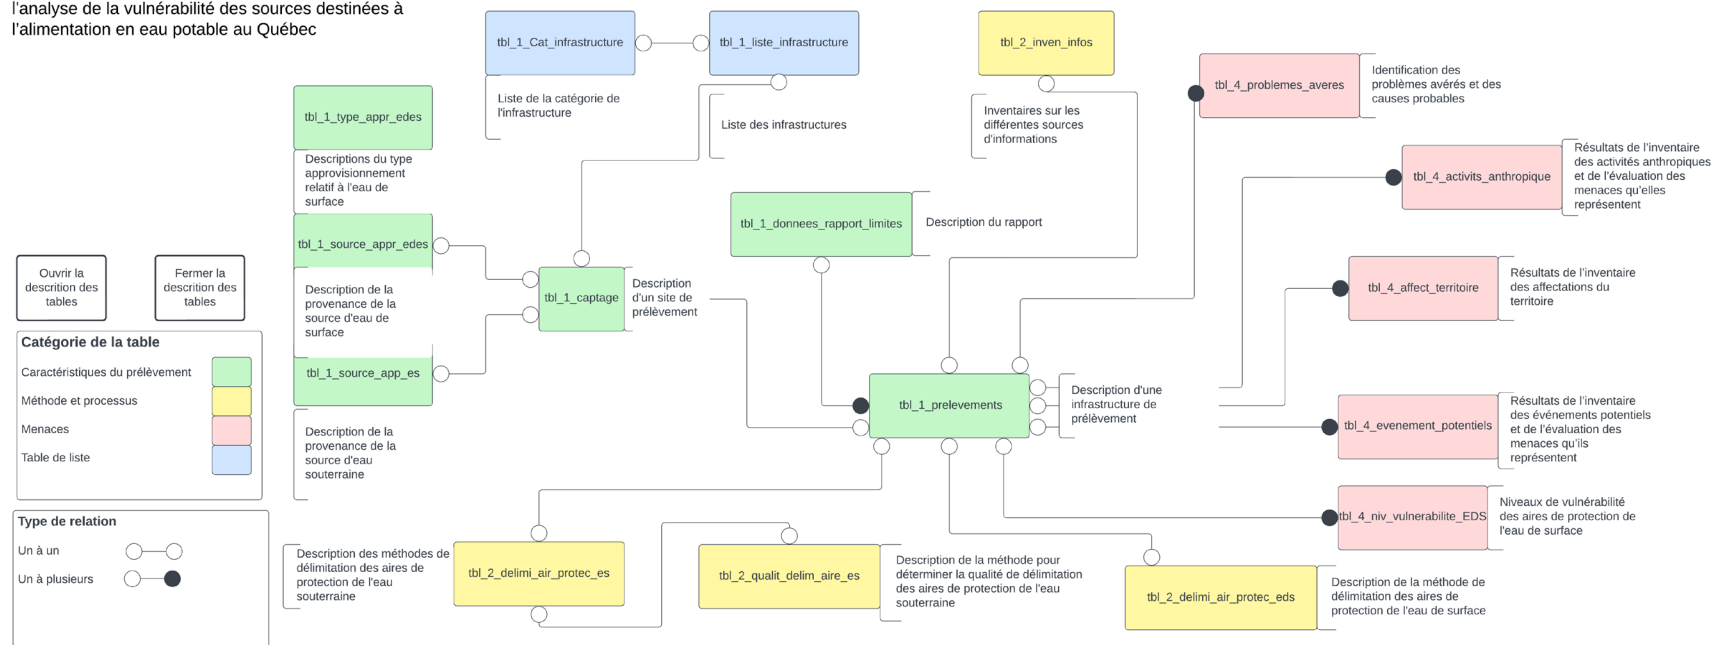 l'analyse de la vulnérabilité des sources destinées à
l'alimentation en eau potable au Québec
tbl_1_Cat_infrastructure
tbl_1_liste_infrastructure
tbl_2_inven_infos
tbl_4_problemes_averes
Identification des
problèmes avérés et des
causes probables
Liste de la catégorie de
l'infrastructure
Liste des infrastructures
Inventaires sur les
différentes sources
d'informations
tbl_1_type_appr_edes
Descriptions du type
approvisionnement
relatif à l'eau de
surface
tbl_4_activits_anthropique
Résultats de l'inventaire
des activités anthropiques
et de l'évaluation des
menaces qu'elles
représentent
tbl_1_donnees_rapport_limites
Description du rapport
tbl_1_source_appr_edes
Description de la
provenance de la
source d'eau de
surface
tbl_1_captage
Description
d'un site de
prélèvement
tbl_4_affect_territoire
Résultats de l'inventaire
des affectations du
territoire
Ouvrir la
descrition des
tables
Fermer la
descrition des
tables
Catégorie de la table
Caractéristiques du prélèvement
Méthode et processus
Menaces
Table de liste
tbl_1_source_app_es
Description de la
provenance de la
source d'eau
souterraine
tbl_1_prelevements
Description d'une
infrastructure de
prélèvement
tbl_4_evenement_potentiels
Résultats de l'inventaire
des événements potentiels
et de l'évaluation des
menaces qu'ils
représentent
tbl_4_niv_vulnerabilite_EDS
Niveaux de vulnérabilité
des aires de protection de
l'eau de surface
Type de relation
Un à un
Un à plusieurs
Description des méthodes de
délimitation des aires de
protection de l'eau
souterraine
tbl_2_delimi_air_protec_es
tbl_2_qualit_delim_aire_es
Description de la méthode pour
déterminer la qualité de délimitation
des aires de protection de l'eau
souterraine
tbl_2_delimi_air_protec_eds
Description de la méthode de
délimitation des aires de
protection de l'eau de surface